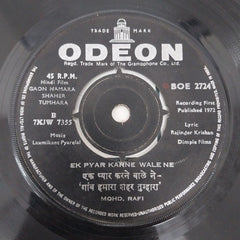 TRADE MARK
ODEON
Regd. Trade Mark of The Gramophone Co. Ltd.
45 R.P.M.
BOE 2724
Hindi Film
GAON HAMARA
SHAHER
TUMHARA
Recording First
Published 1972
B
7XJW 7355
Lyric
Rajinder Krishan
Music
Laxmikant Pyarelal
Dimple Films
EK PYAR KARNE WALE NE
एक प्यार करने वाले ने -
"गांव हमारा शहर तुम्हारा"
MOHD. RAFI